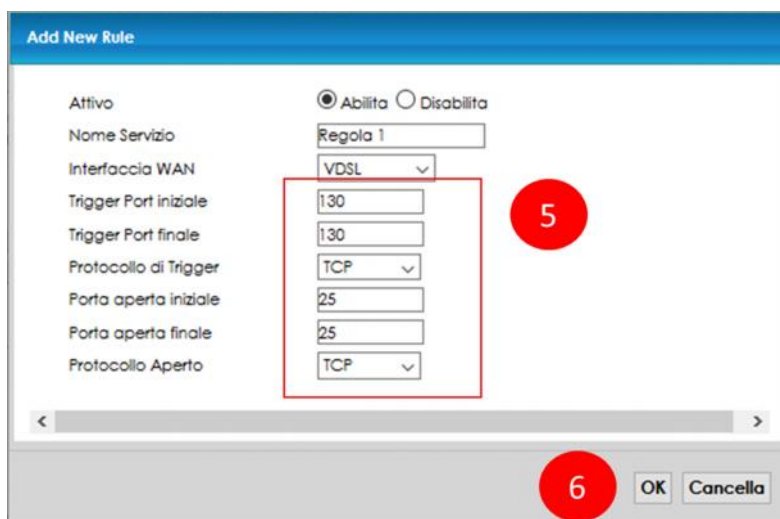 Add New Rule
Attivo Abilita Disabilita
Nome Servizio Regola 1
Interfaccia WAN VDSL
Trigger Port iniziale 130
Trigger Port finale 130
Protocollo di Trigger TCP
Porta aperta iniziale 25
Porta aperta finale 25
Protocollo Aperto TCP
5
6 OK Cancella